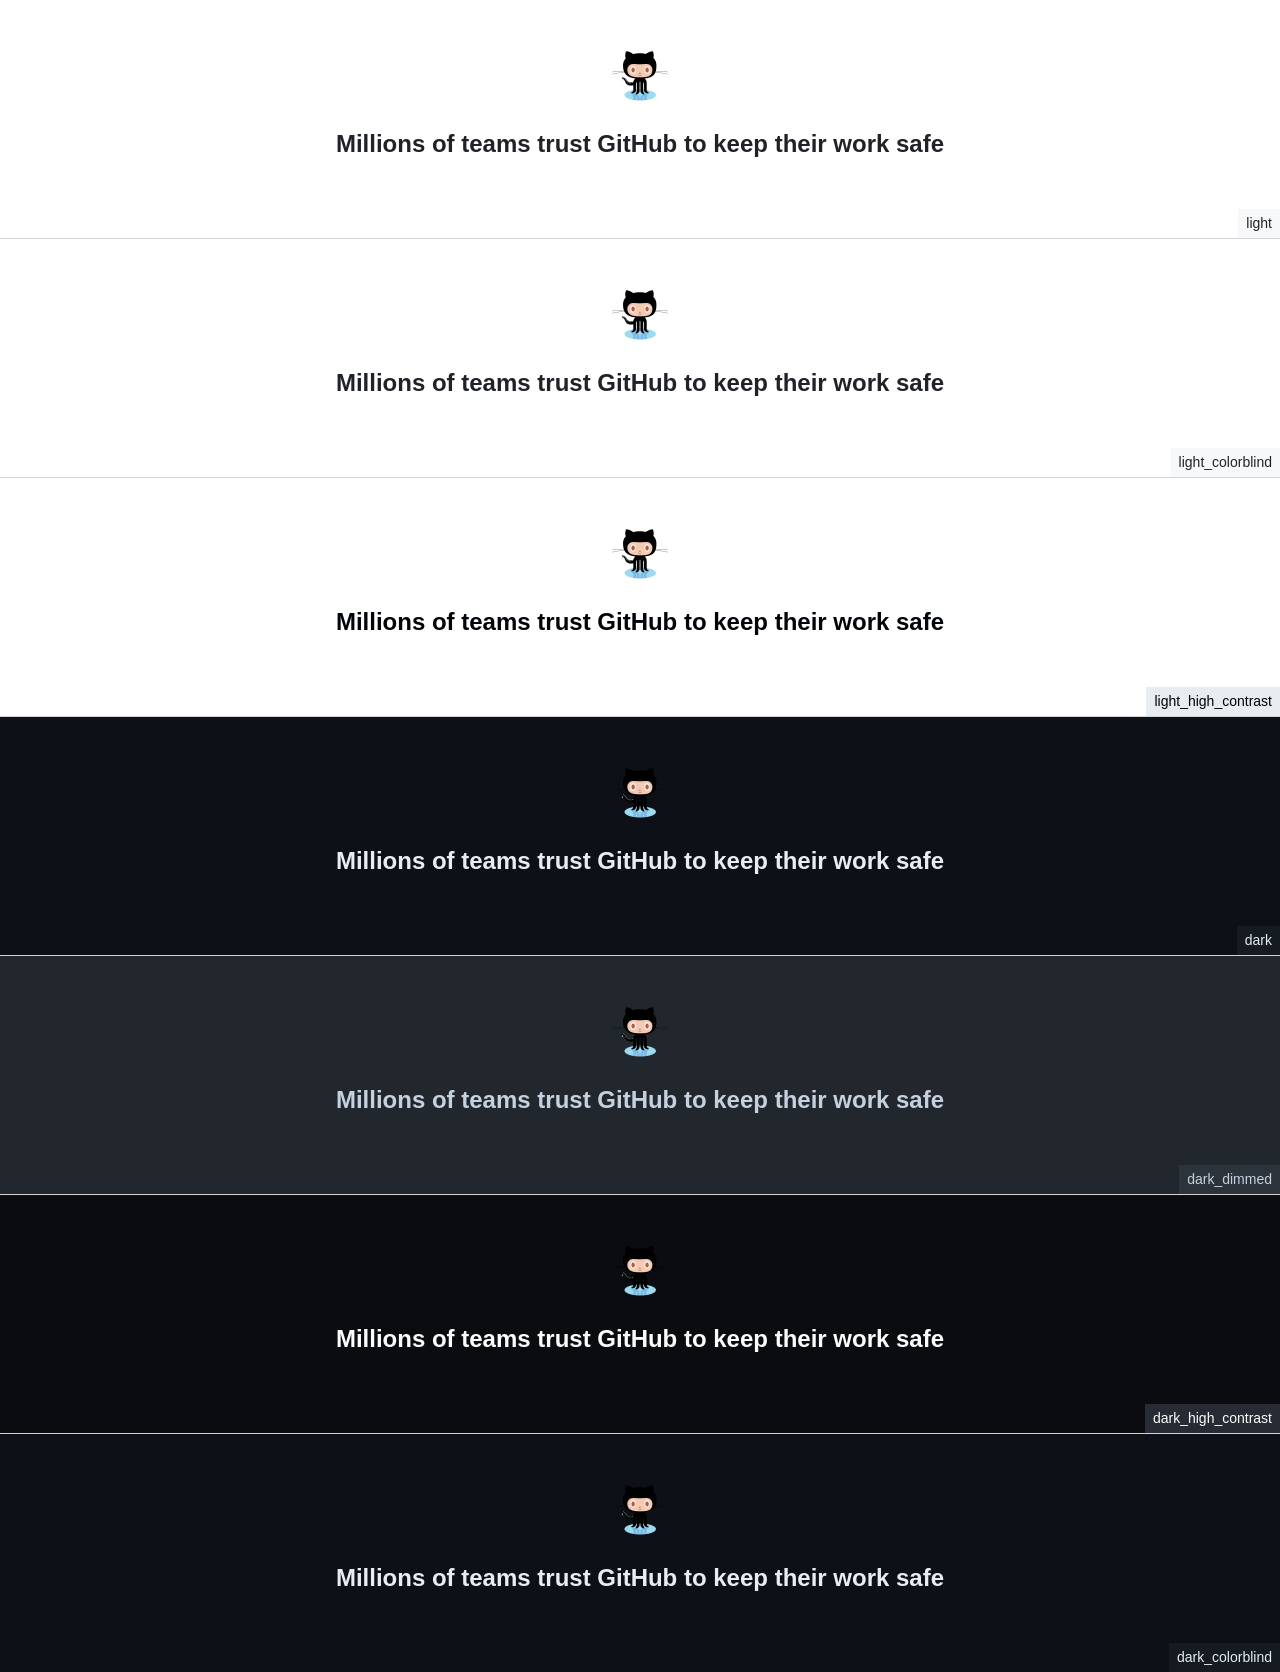 Millions of teams trust GitHub to keep their work safe
light
Millions of teams trust GitHub to keep their work safe
light_colorblind
Millions of teams trust GitHub to keep their work safe
light_high_contrast
Millions of teams trust GitHub to keep their work safe
dark
Millions of teams trust GitHub to keep their work safe
dark_dimmed
Millions of teams trust GitHub to keep their work safe
dark_high_contrast
Millions of teams trust GitHub to keep their work safe
dark_colorblind